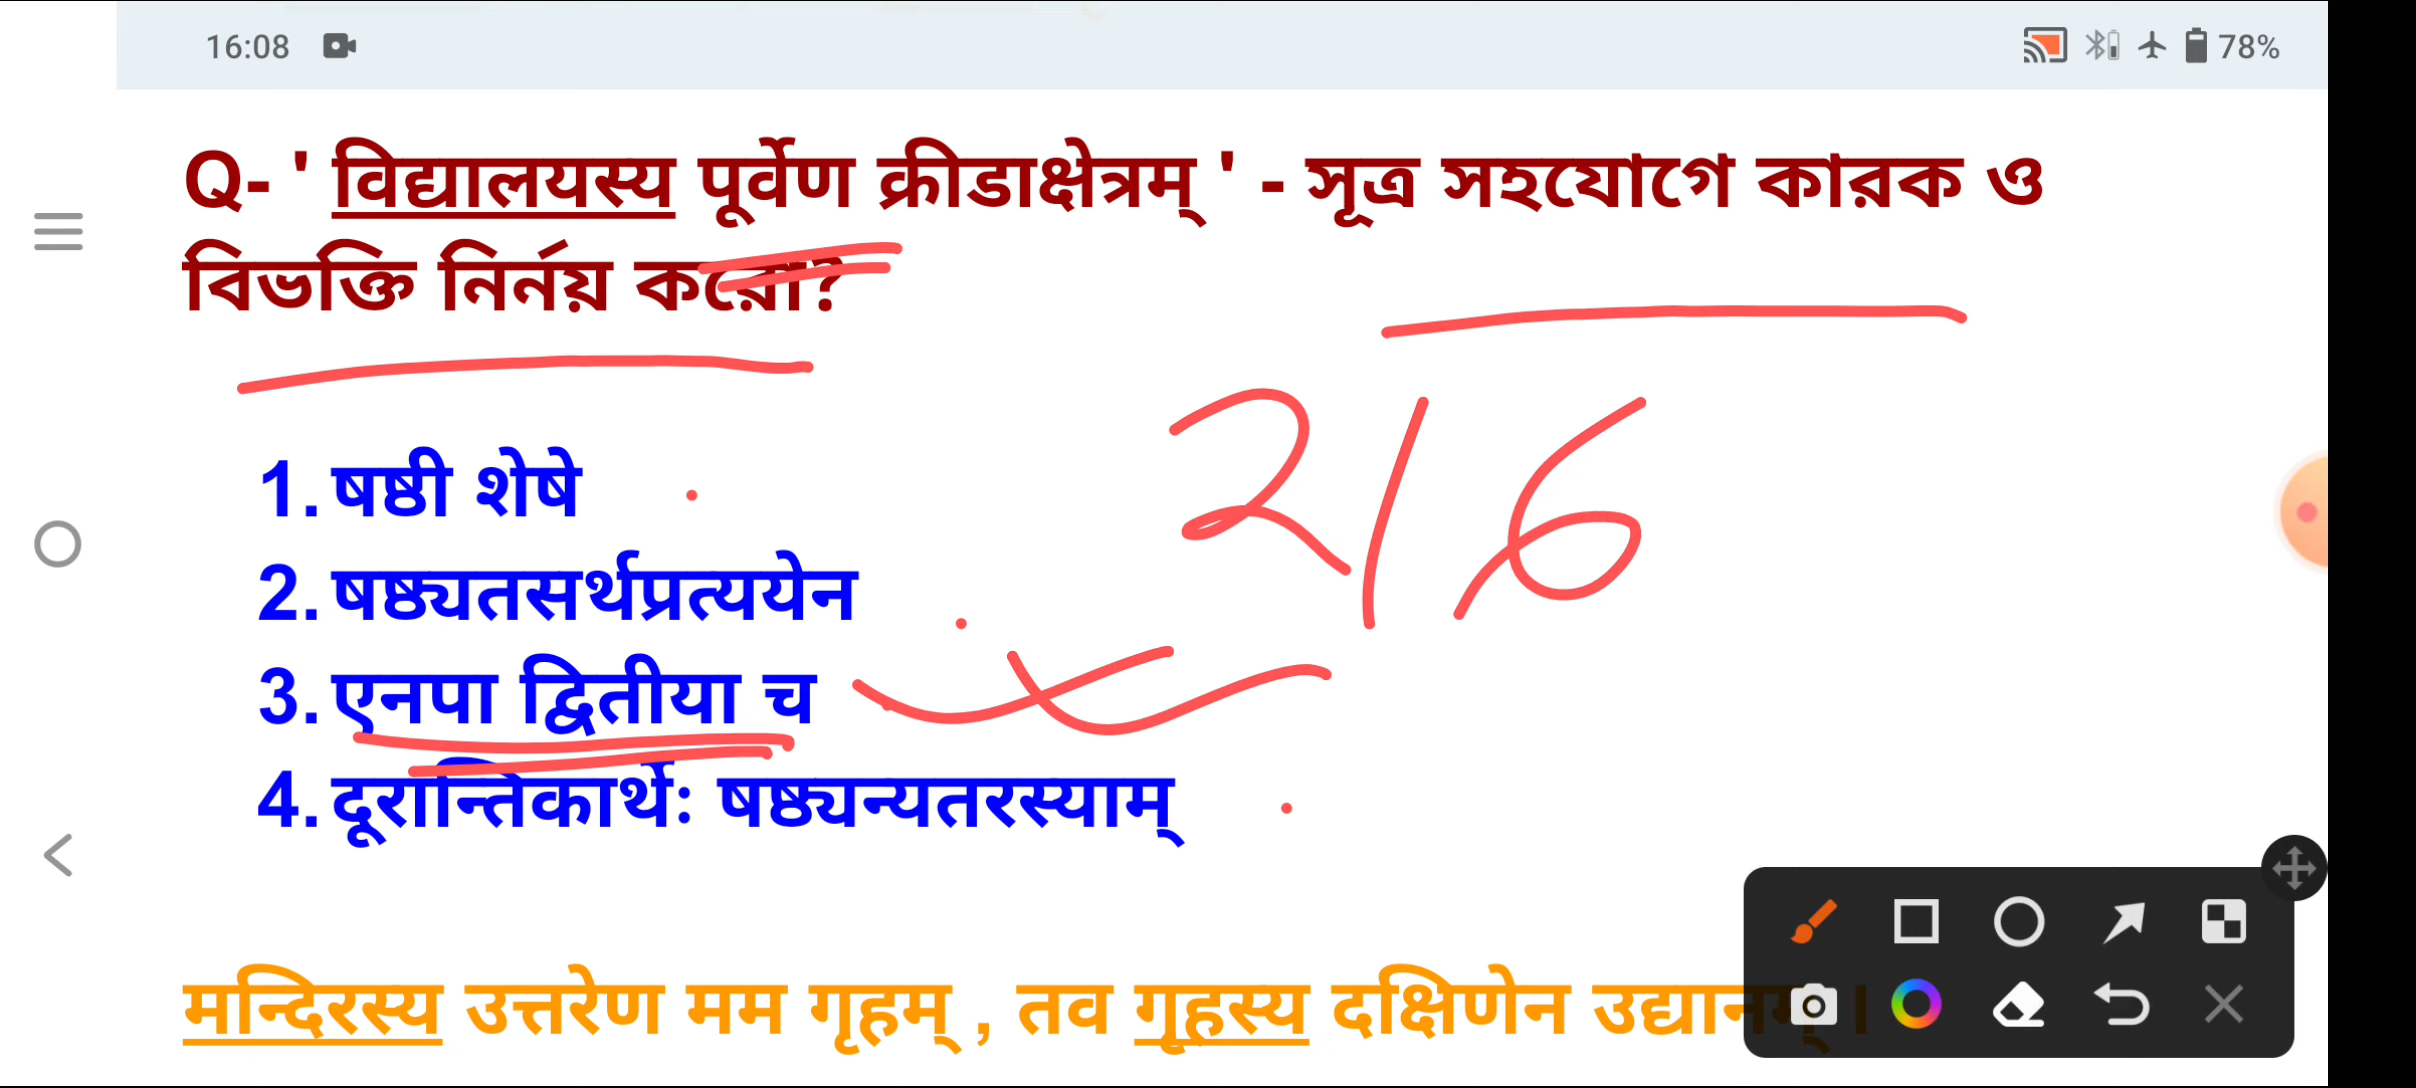 16:08 78%
Q- ' विद्यालयस्य पूर्वेण क्रीडाक्षेत्रम् ' - সূত্র সহযোগে কারক ও
বিভক্তি নির্নয় করো?
2/6
1. षष्ठी शेषे
2. षष्ठ्यतसर्थप्रत्ययेन
3. एनपा द्वितीया च
4. दूरान्तिकार्थेः षष्ठ्यन्यतरस्याम्
मन्दिरस्य उत्तरेण मम गृहम् , तव गृहस्य दक्षिणेन उद्यानम् ।